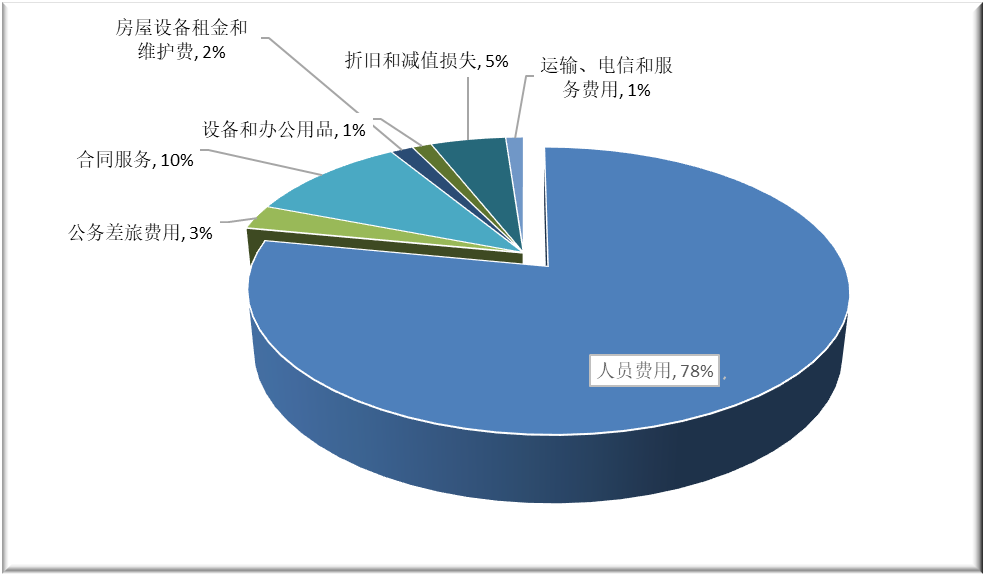 房屋设备租金和
维护费, 2%
折旧和减值损失, 5%
运输、电信和服
务费用, 1%
设备和办公用品, 1%
合同服务, 10%
公务差旅费用, 3%
人员费用, 78%